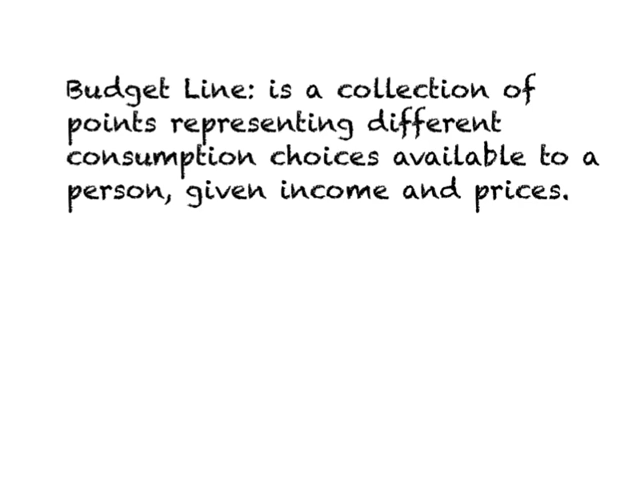 Budget Line: is a collection of
points representing different
consumption choices available to a
person, given income and prices.